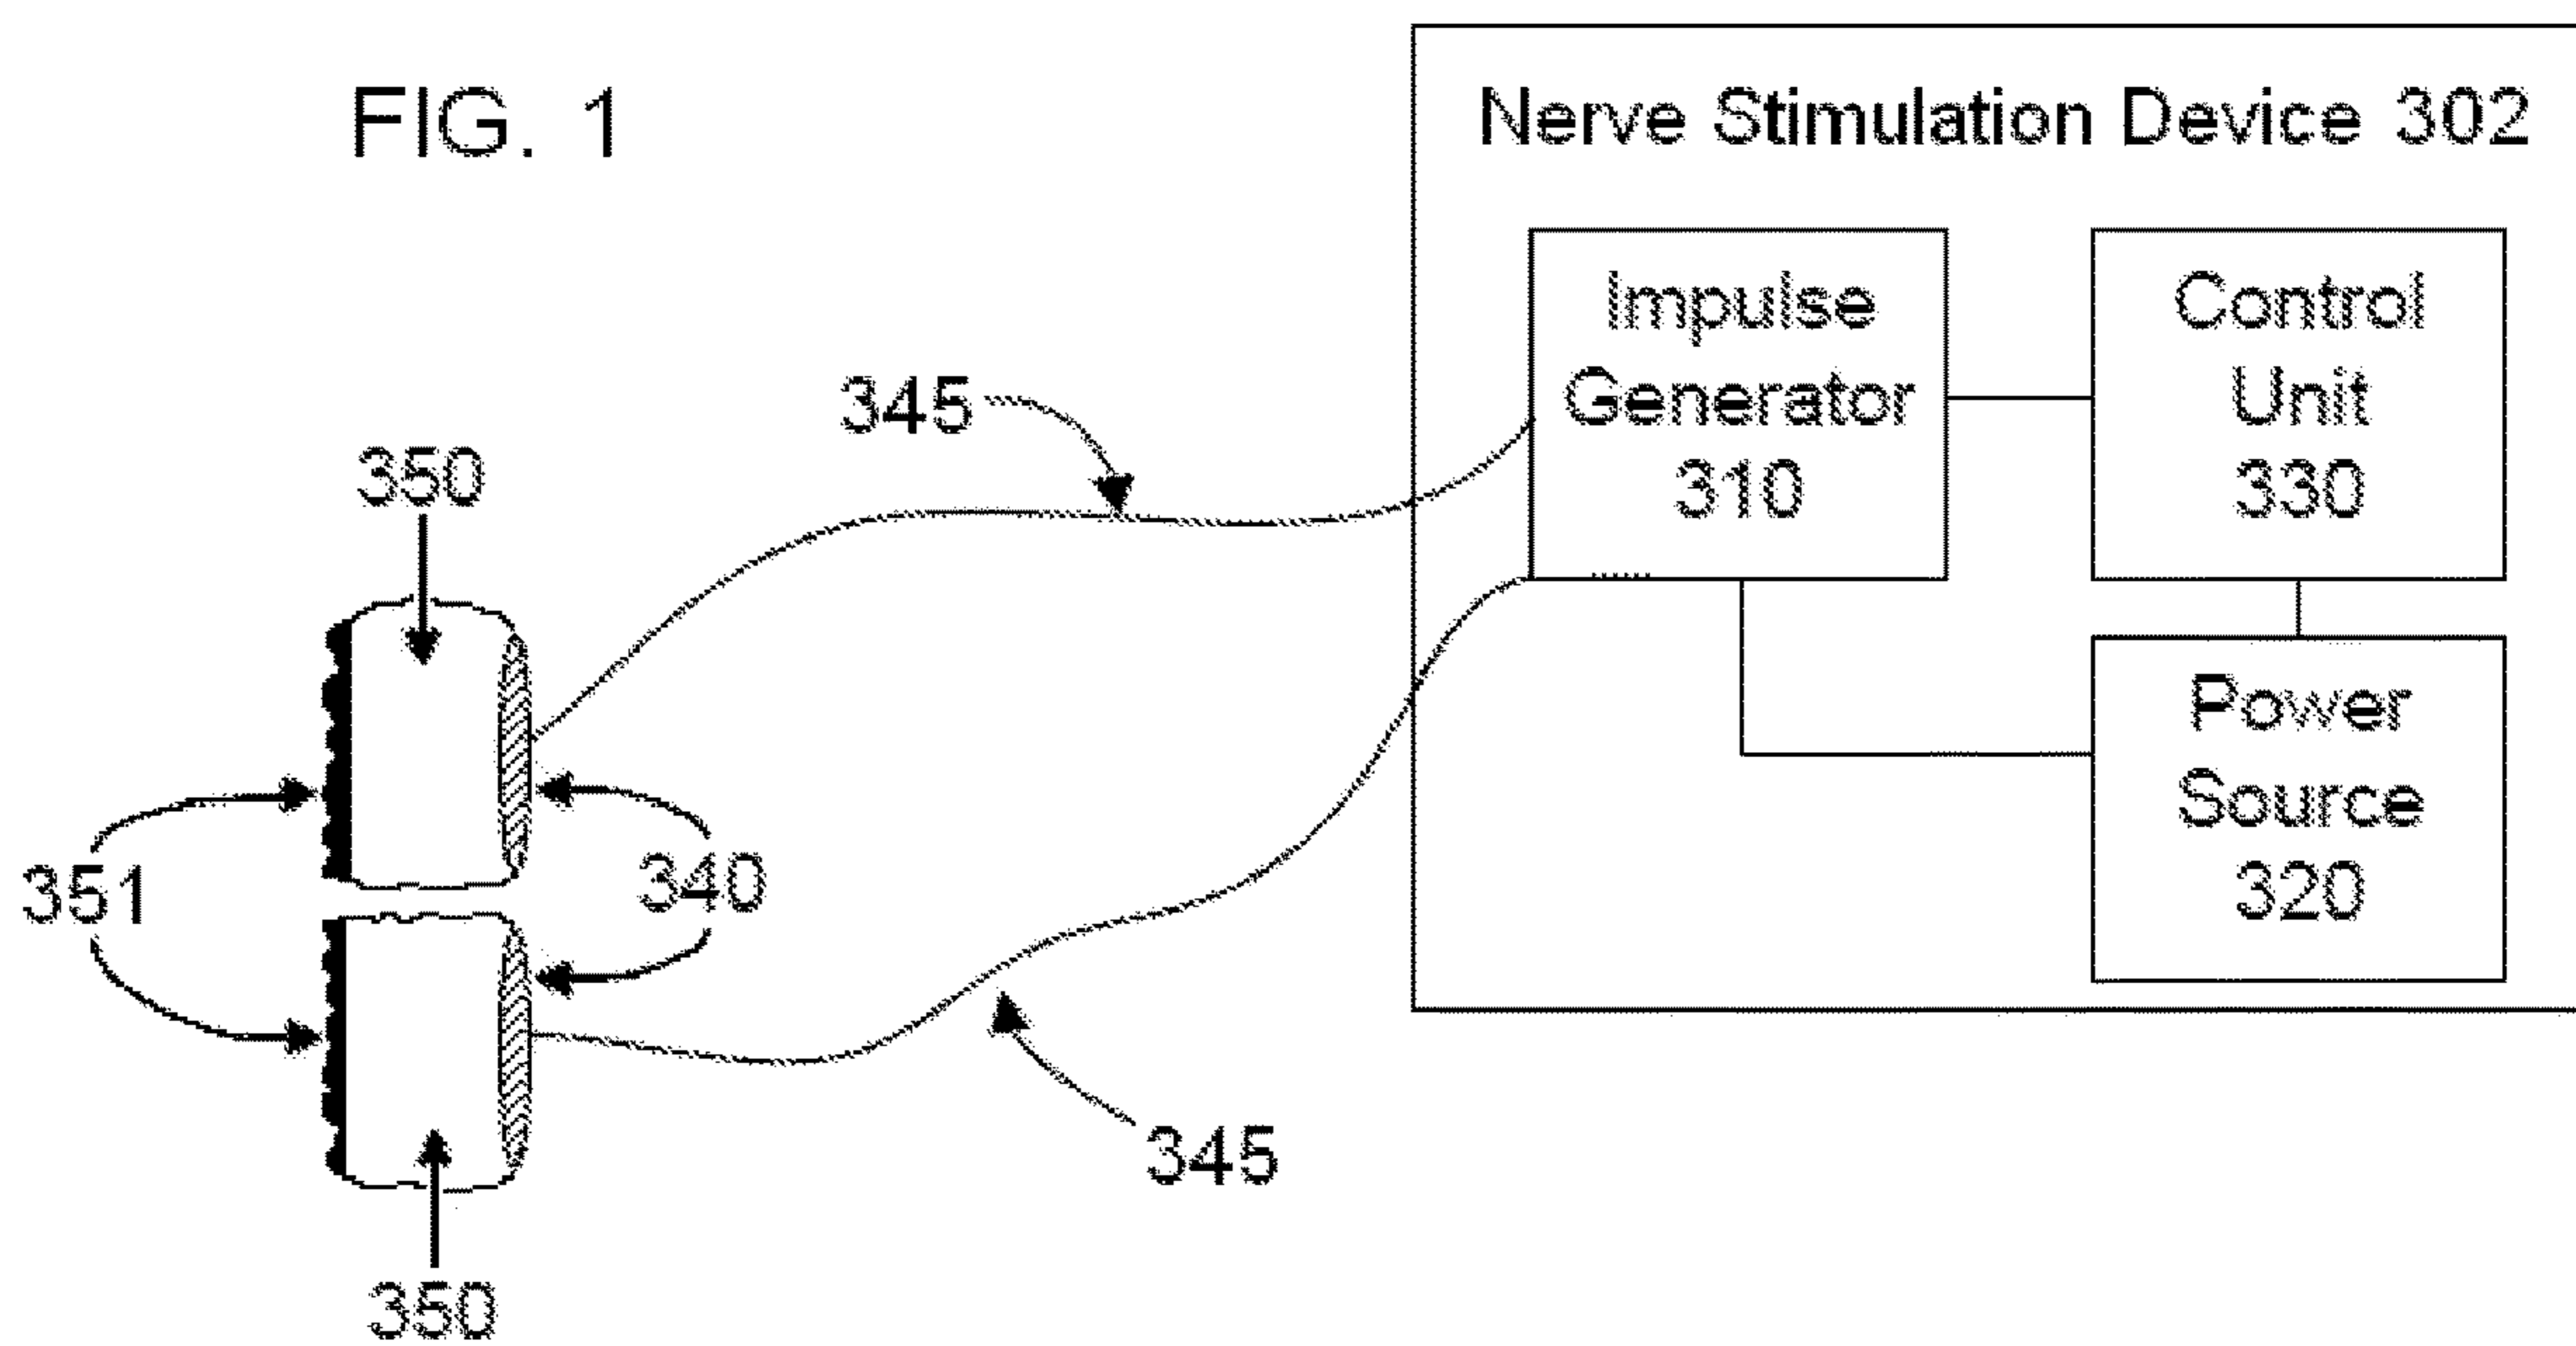 FIG. 1
Nerve Stimulation Device 302
Impulse
Generator
310
Control
Unit
330
Power
Source
320
345
350
351
340
345
350